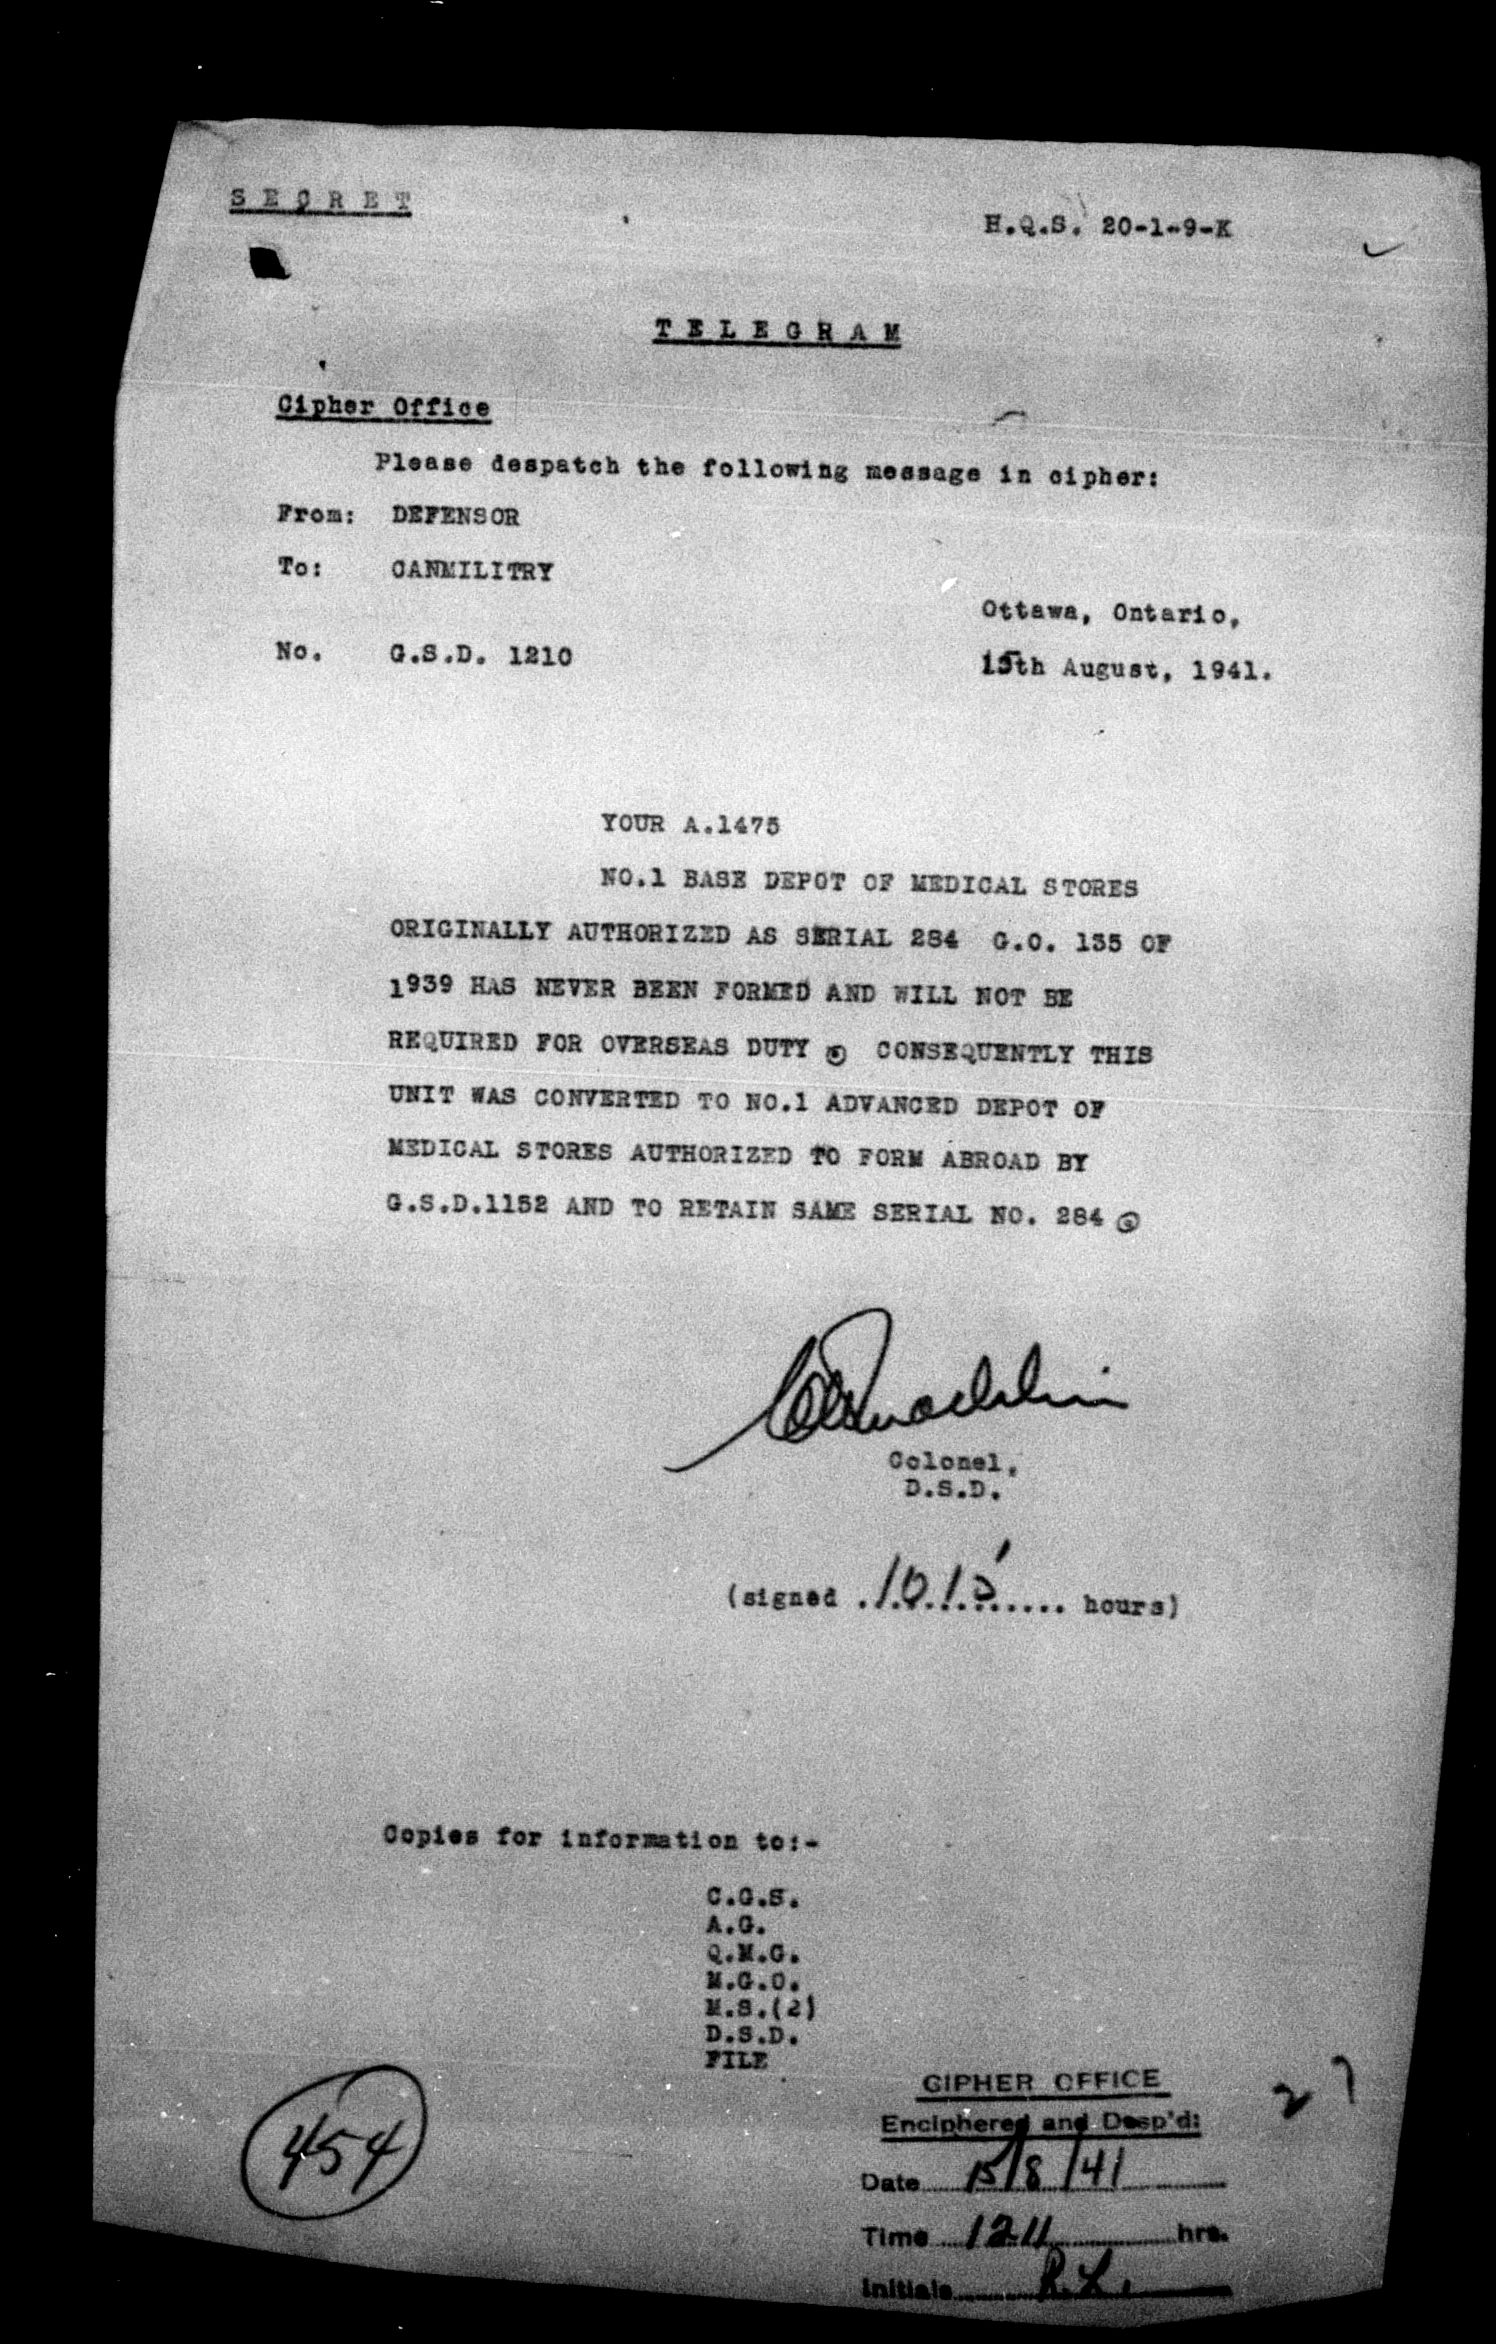 S E C R E T
H.Q.S. 20-1-9-K
T E L E G R A M
Cipher Office
Please despatch the following message in cipher:
From: DEFENSOR
To: CANMILITRY
Ottawa, Ontario,
No. G.S.D. 1210
15th August, 1941.
YOUR A.1475
NO.1 BASE DEPOT OF MEDICAL STORES
ORIGINALLY AUTHORIZED AS SERIAL 284 G.O. 135 OF
1939 HAS NEVER BEEN FORMED AND WILL NOT BE
REQUIRED FOR OVERSEAS DUTY CONSEQUENTLY THIS
UNIT WAS CONVERTED TO NO.1 ADVANCED DEPOT OF
MEDICAL STORES AUTHORIZED TO FORM ABROAD BY
G.S.D.1152 AND TO RETAIN SAME SERIAL NO. 284
Colonel,
D.S.D.
(signed .1015..... hours)
Copies for information to:-
C.G.S.
A.G.
Q.M.G.
M.G.O.
M.S.(2)
D.S.D.
FILE
CIPHER OFFICE
Enciphered and Desp'd:
454
Date 15/8/41
Time 1211 hrs.
Initials R.L.